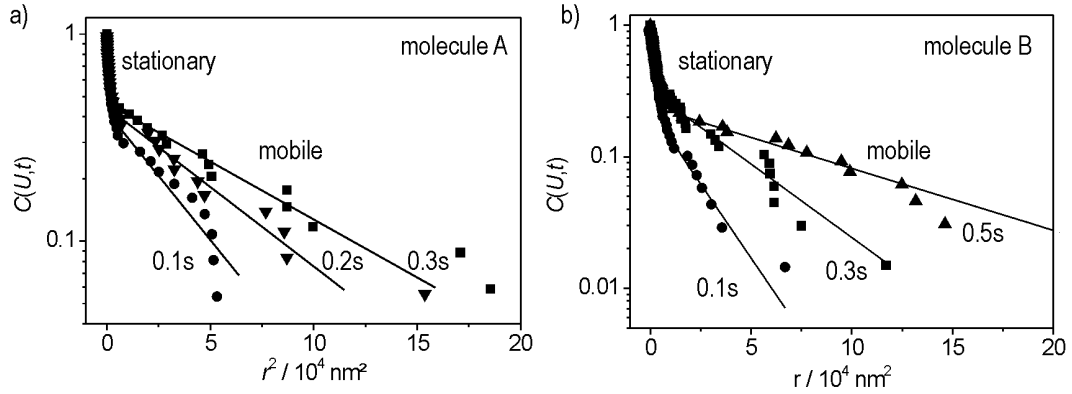 a)
molecule A
stationary
mobile
0.1s
0.2s
0.3s
C(U,t)
1
0.1
0
5
10
15
20
r² / 10⁴ nm²
b)
molecule B
stationary
mobile
0.1s
0.3s
0.5s
C(U,t)
1
0.1
0.01
0
5
10
15
20
r / 10⁴ nm²